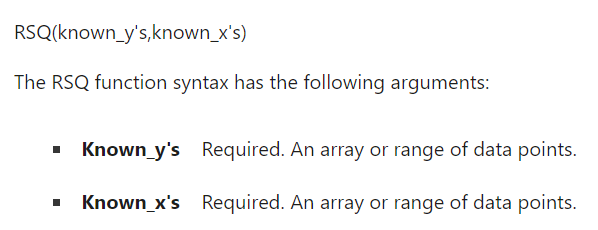 RSQ(known_y's,known_x's)
The RSQ function syntax has the following arguments:
▪ Known_y's Required. An array or range of data points.
▪ Known_x's Required. An array or range of data points.